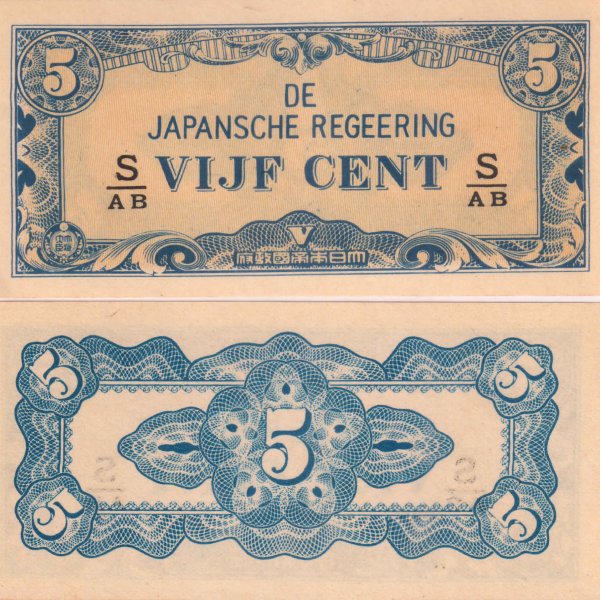 5 5
DE
JAPANSCHE REGEERING
S/AB VIJF CENT S/AB
V
府政國帝本日大
5 5
5
5 5